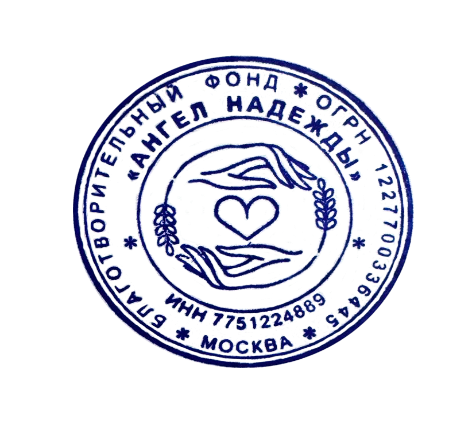 БЛАГОТВОРИТЕЛЬНЫЙ ФОНД * ОГРН 1227700336445 * МОСКВА *
«АНГЕЛ НАДЕЖДЫ»
* ИНН 7751224889 *